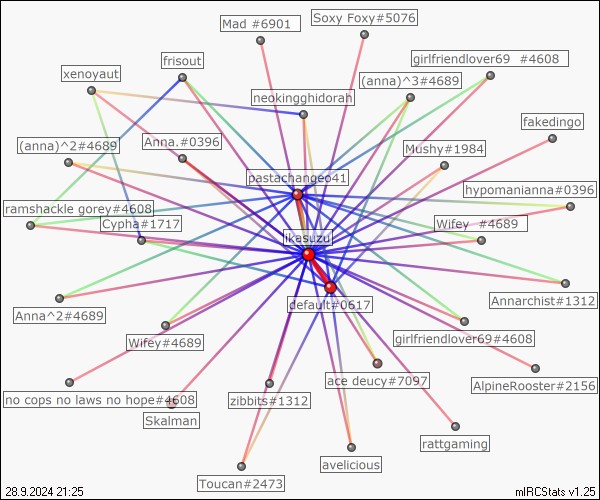 Mad #6901
Soxy Foxy#5076
frisout
girlfriendlover69 #4608
xenoyaut
(anna)^3#4689
neokingghidorah
fakedingo
(anna)^2#4689
Anna.#0396
Mushy#1984
pastachangeo41
hypomanianna#0396
ramshackle gorey#4608
Cypha#1717
Wifey #4689
ikasuzu
Annarchist#1312
default#0617
Anna^2#4689
Wifey#4689
girlfriendlover69#4608
ace deucy#7097
AlpineRooster#2156
no cops no laws no hope#4608
zibbits#1312
Skalman
rattgaming
avelicious
Toucan#2473
28.9.2024 21:25
mIRCStats v1.25